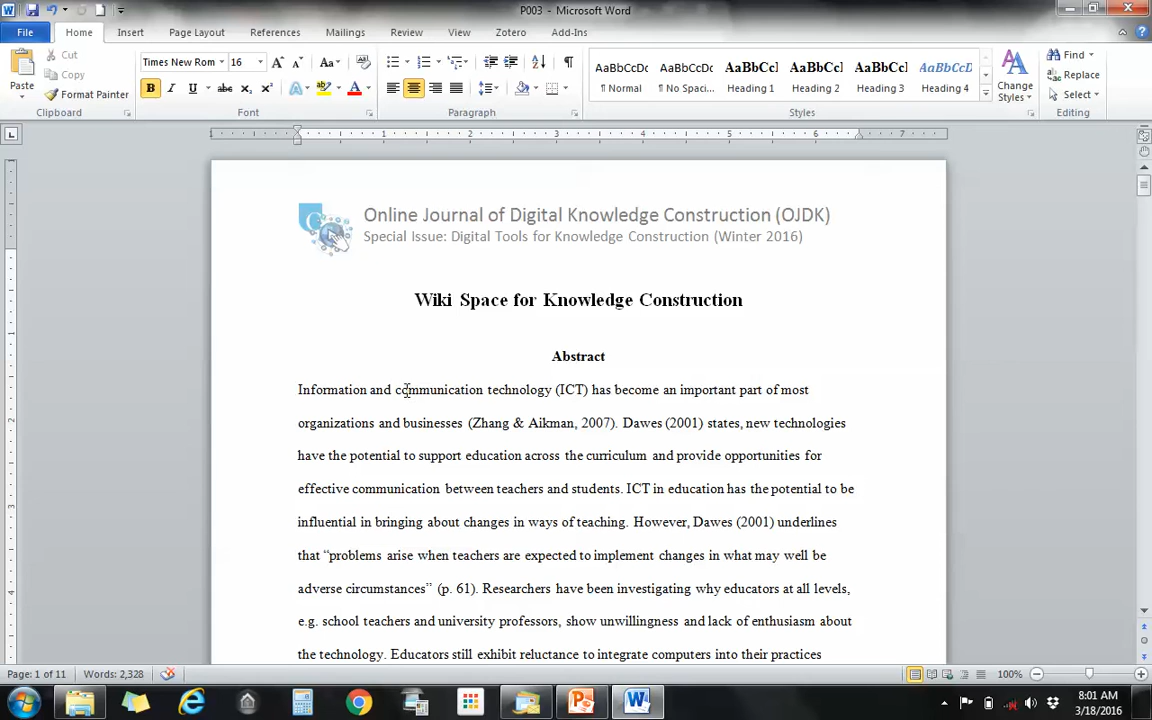 P003 - Microsoft Word
File Home Insert Page Layout References Mailings Review View Zotero Add-Ins
Paste
Cut
Copy
Format Painter
Clipboard
Times New Rom 16
Font
Paragraph
AaBbCcDc AaBbCcDc AaBbCcI AaBbCcI AaBbCcI AaBbCcD
¶ Normal ¶ No Spaci... Heading 1 Heading 2 Heading 3 Heading 4
Styles
Change
Styles
Find
Replace
Select
Editing
Online Journal of Digital Knowledge Construction (OJDK)
Special Issue: Digital Tools for Knowledge Construction (Winter 2016)
Wiki Space for Knowledge Construction
Abstract
Information and communication technology (ICT) has become an important part of most
organizations and businesses (Zhang & Aikman, 2007). Dawes (2001) states, new technologies
have the potential to support education across the curriculum and provide opportunities for
effective communication between teachers and students. ICT in education has the potential to be
influential in bringing about changes in ways of teaching. However, Dawes (2001) underlines
that “problems arise when teachers are expected to implement changes in what may well be
adverse circumstances” (p. 61). Researchers have been investigating why educators at all levels,
e.g. school teachers and university professors, show unwillingness and lack of enthusiasm about
the technology. Educators still exhibit reluctance to integrate computers into their practices
Page: 1 of 11 Words: 2,328 100%
8:01 AM
3/18/2016